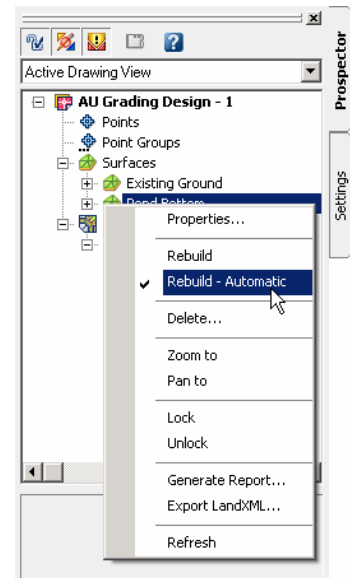 Active Drawing View
AU Grading Design - 1
Points
Point Groups
Surfaces
Existing Ground
Pond Bottom
Properties...
Rebuild
Rebuild - Automatic
Delete...
Zoom to
Pan to
Lock
Unlock
Generate Report...
Export LandXML...
Refresh
Prospector
Settings